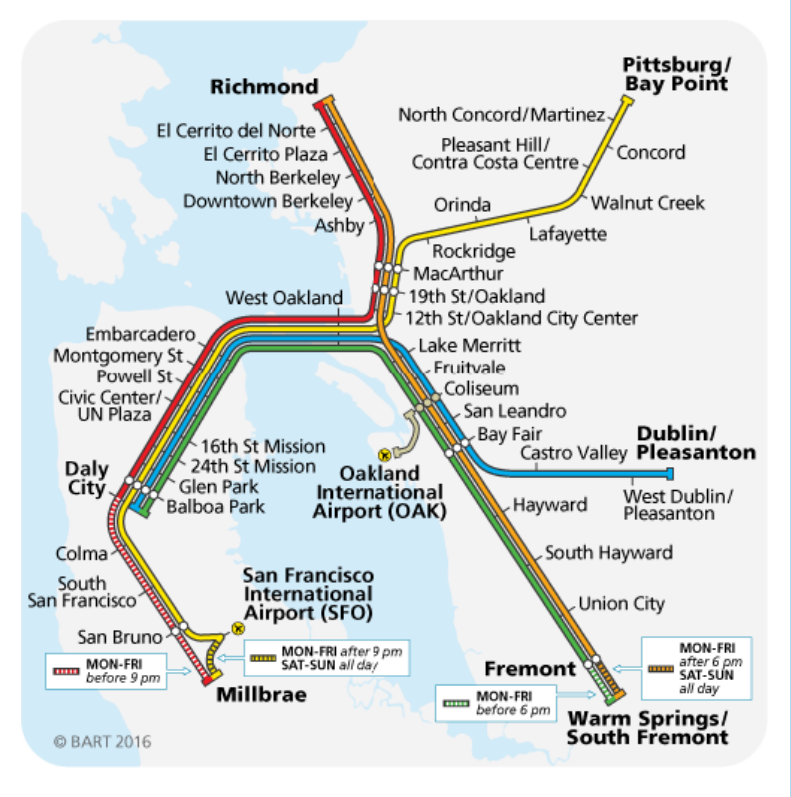 Richmond
El Cerrito del Norte
El Cerrito Plaza
North Berkeley
Downtown Berkeley
Ashby
Pittsburg/
Bay Point
North Concord/Martinez
Concord
Pleasant Hill/
Contra Costa Centre
Walnut Creek
Lafayette
Orinda
Rockridge
MacArthur
19th St/Oakland
12th St/Oakland City Center
West Oakland
Embarcadero
Montgomery St
Powell St
Civic Center/
UN Plaza
16th St Mission
24th St Mission
Glen Park
Balboa Park
Daly
City
Colma
South
San Francisco
San Bruno
San Francisco
International
Airport (SFO)
Millbrae
MON-FRI
before 9 pm
MON-FRI after 9 pm
SAT-SUN all day
Lake Merritt
Fruitvale
Coliseum
San Leandro
Bay Fair
Oakland
International
Airport (OAK)
Castro Valley
Dublin/
Pleasanton
West Dublin/
Pleasanton
Hayward
South Hayward
Union City
Fremont
Warm Springs/
South Fremont
MON-FRI
before 6 pm
MON-FRI
after 6 pm
SAT-SUN
all day
© BART 2016